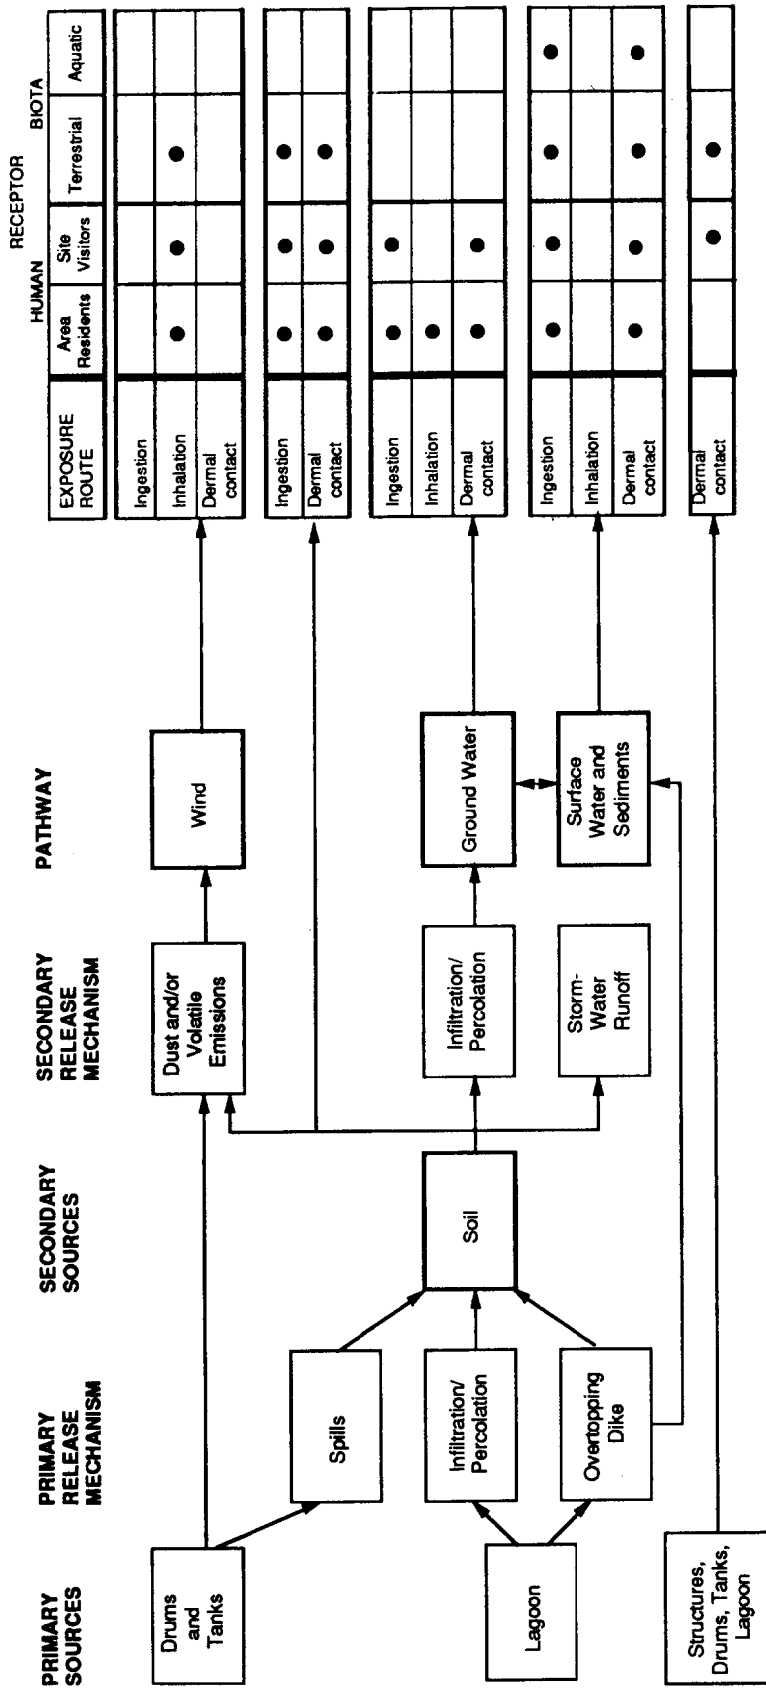 PRIMARY
SOURCES
PRIMARY
RELEASE
MECHANISM
SECONDARY
SOURCES
SECONDARY
RELEASE
MECHANISM
PATHWAY
RECEPTOR
HUMAN
BIOTA
EXPOSURE
ROUTE
Area
Residents
Site
Visitors
Terrestrial
Aquatic
Drums
and
Tanks
Dust and/or
Volatile
Emissions
Wind
Ingestion
Inhalation
Dermal
contact
Spills
Ingestion
Dermal
contact
Lagoon
Infiltration/
Percolation
Soil
Infiltration/
Percolation
Ground Water
Ingestion
Inhalation
Dermal
contact
Overtopping
Dike
Storm-
Water
Runoff
Surface
Water and
Sediments
Ingestion
Inhalation
Dermal
contact
Structures,
Drums, Tanks,
Lagoon
Dermal
contact